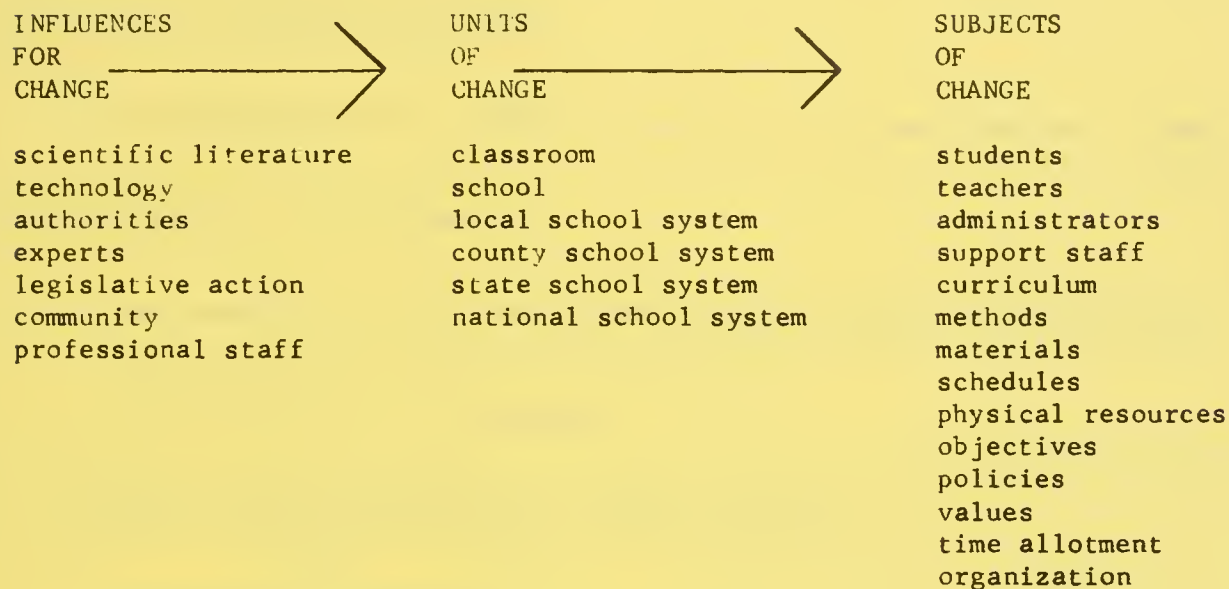 INFLUENCES
FOR
CHANGE
scientific literature
technology
authorities
experts
legislative action
community
professional staff
UNITS
OF
CHANGE
classroom
school
local school system
county school system
state school system
national school system
SUBJECTS
OF
CHANGE
students
teachers
administrators
support staff
curriculum
methods
materials
schedules
physical resources
objectives
policies
values
time allotment
organization